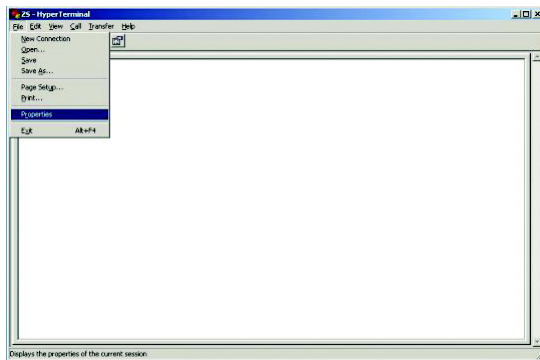 ZS - HyperTerminal
File Edit View Call Transfer Help
New Connection
Open...
Save
Save As...
Page Setup...
Print...
Properties
Exit Alt+F4
Displays the properties of the current session